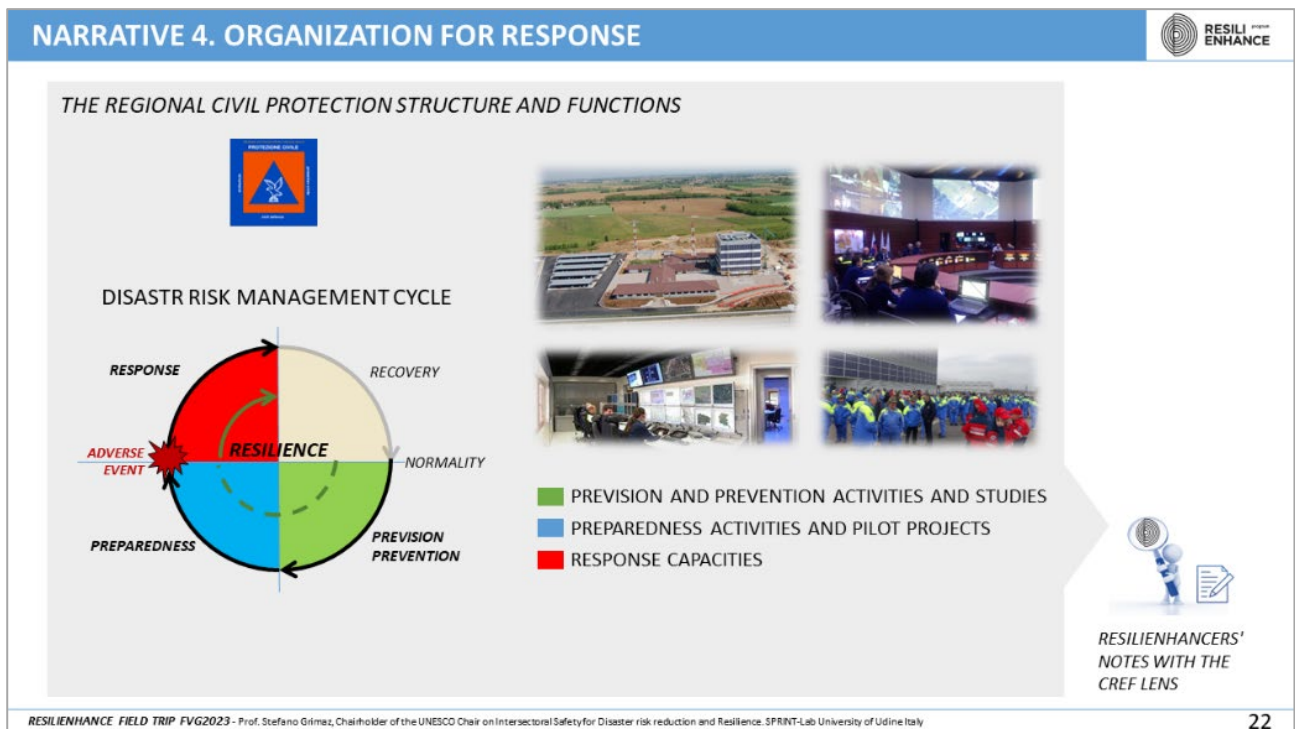 NARRATIVE 4. ORGANIZATION FOR RESPONSE
RESILI program
ENHANCE
THE REGIONAL CIVIL PROTECTION STRUCTURE AND FUNCTIONS
PROTEZIONE CIVILE
DISASTR RISK MANAGEMENT CYCLE
RESPONSE
RECOVERY
ADVERSE
EVENT
RESILIENCE
NORMALITY
PREPAREDNESS
PREVISION
PREVENTION
PREVISION AND PREVENTION ACTIVITIES AND STUDIES
PREPAREDNESS ACTIVITIES AND PILOT PROJECTS
RESPONSE CAPACITIES
RESILIENHANCERS'
NOTES WITH THE
CREF LENS
RESILIENHANCE FIELD TRIP FVG2023 - Prof. Stefano Grimaz, Chairholder of the UNESCO Chair on Intersectoral Safety for Disaster risk reduction and Resilience. SPRINT-Lab University of Udine Italy
22